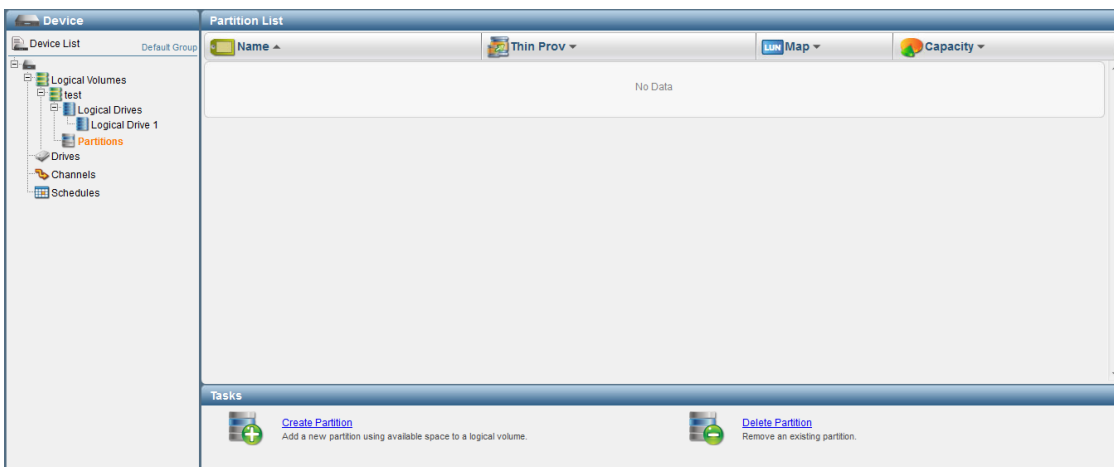 Device
Device List
Default Group
Logical Volumes
test
Logical Drives
Logical Drive 1
Partitions
Drives
Channels
Schedules
Partition List
Name
Thin Prov
LUN Map
Capacity
No Data
Tasks
Create Partition
Add a new partition using available space to a logical volume.
Delete Partition
Remove an existing partition.